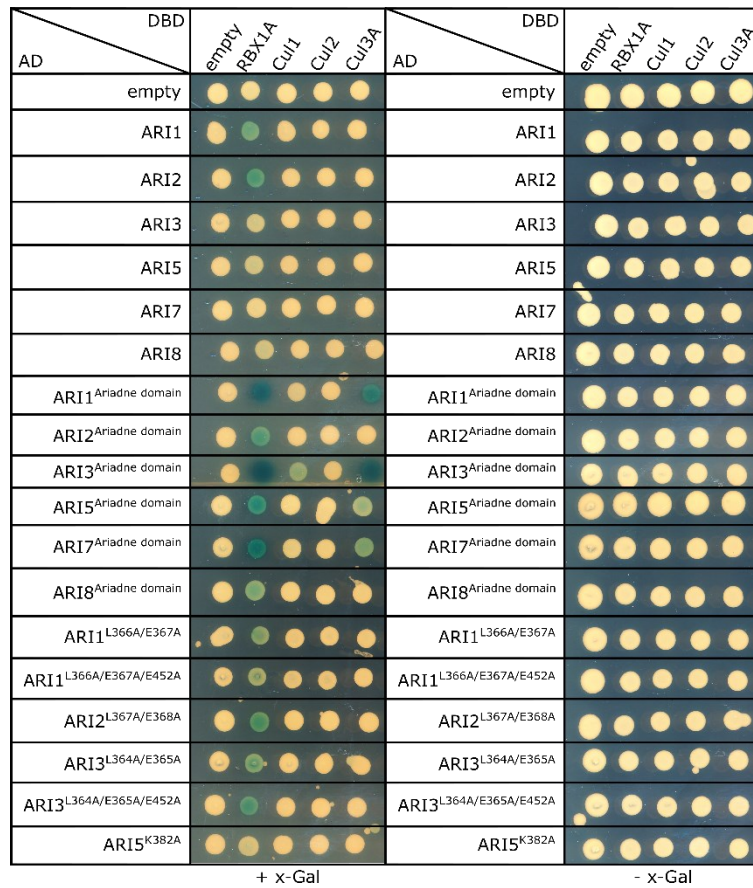 DBD
AD
empty RBX1A Cul1 Cul2 Cul3A
DBD
AD
empty RBX1A Cul1 Cul2 Cul3A
empty empty
ARI1 ARI1
ARI2 ARI2
ARI3 ARI3
ARI5 ARI5
ARI7 ARI7
ARI8 ARI8
ARI1Ariadne domain ARI1Ariadne domain
ARI2Ariadne domain ARI2Ariadne domain
ARI3Ariadne domain ARI3Ariadne domain
ARI5Ariadne domain ARI5Ariadne domain
ARI7Ariadne domain ARI7Ariadne domain
ARI8Ariadne domain ARI8Ariadne domain
ARI1L366A/E367A ARI1L366A/E367A
ARI1L366A/E367A/E452A ARI1L366A/E367A/E452A
ARI2L367A/E368A ARI2L367A/E368A
ARI3L364A/E365A ARI3L364A/E365A
ARI3L364A/E365A/E452A ARI3L364A/E365A/E452A
ARI5K382A ARI5K382A
+ x-Gal - x-Gal